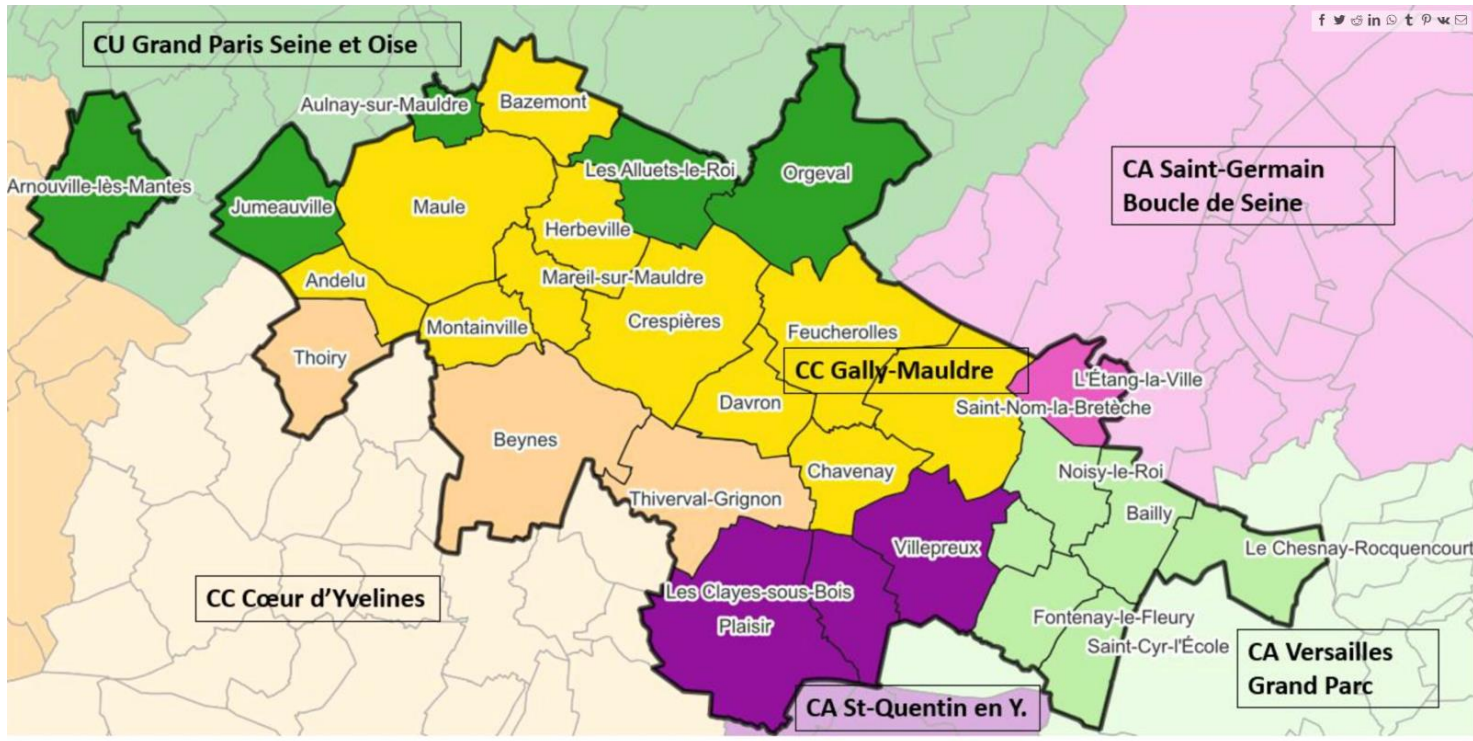 CU Grand Paris Seine et Oise
Aulnay-sur-Mauldre
Bazemont
Les Alluets-le-Roi
Orgeval
CA Saint-Germain
Boucle de Seine
Arnouville-lès-Mantes
Jumeauville
Maule
Herbeville
Andelu
Mareil-sur-Mauldre
Montainville
Crespières
Feucherolles
Thoiry
CC Gally-Mauldre
L'Étang-la-Ville
Davron
Saint-Nom-la-Bretèche
Beynes
Chavenay
Noisy-le-Roi
Thiverval-Grignon
Bailly
Villepreux
Le Chesnay-Rocquencourt
CC Cœur d’Yvelines
Les Clayes-sous-Bois
Plaisir
Fontenay-le-Fleury
Saint-Cyr-l'École
CA Versailles
Grand Parc
CA St-Quentin en Y.